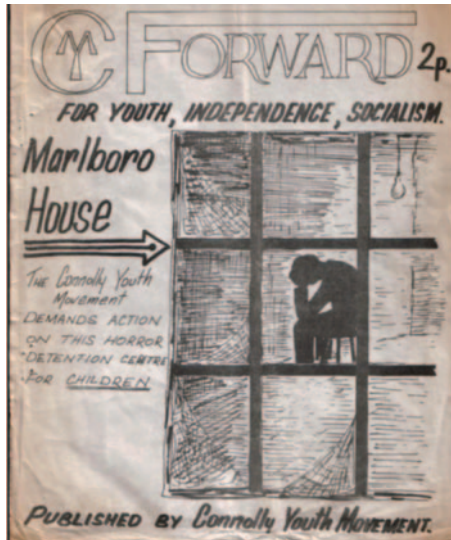 CYM FORWARD 2p.
FOR YOUTH, INDEPENDENCE, SOCIALISM.
Marlboro
House
THE Connolly Youth
Movement
DEMANDS ACTION
ON THIS HORROR
DETENTION CENTRE
FOR CHILDREN
PUBLISHED BY Connolly Youth MOVEMENT.